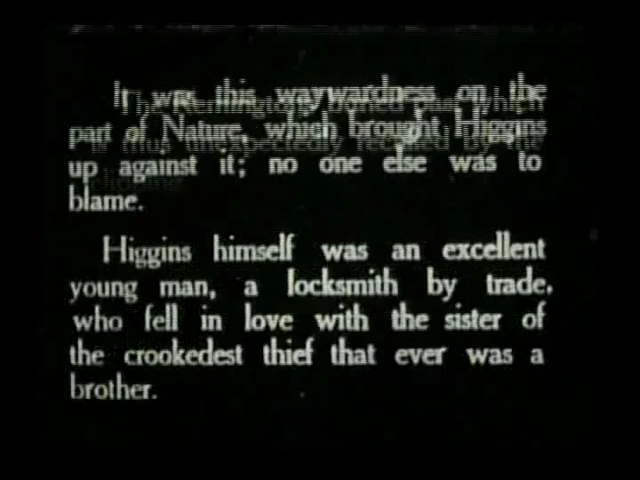 It was this waywardness on the
part of Nature, which brought Higgins
up against it; no one else was to
blame.
Higgins himself was an excellent
young man, a locksmith by trade,
who fell in love with the sister of
the crookedest thief that ever was a
brother.